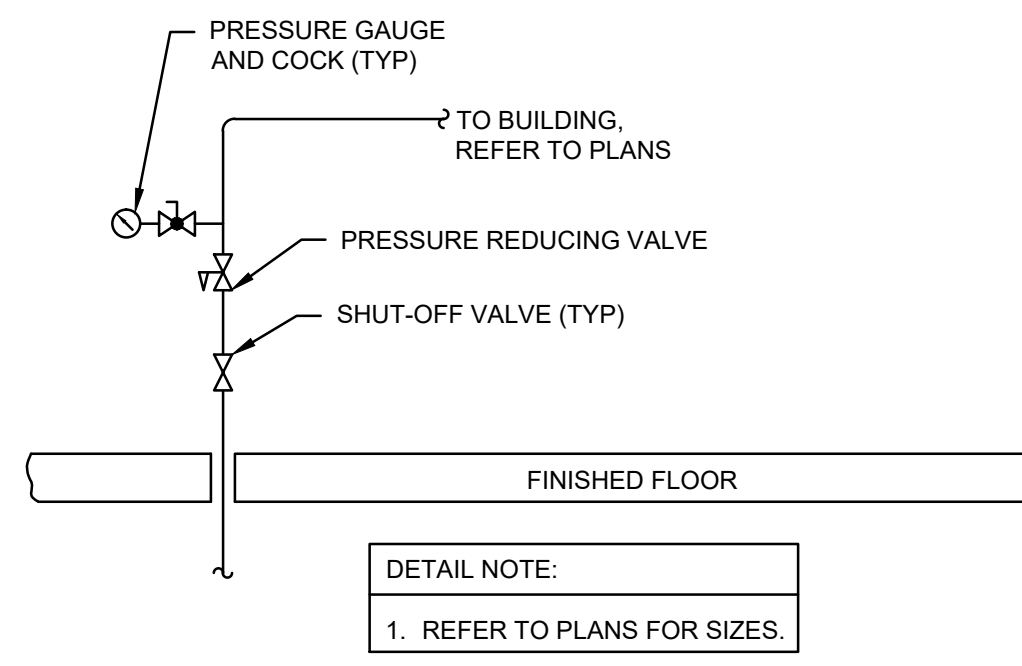 PRESSURE GAUGE
AND COCK (TYP)
TO BUILDING,
REFER TO PLANS
PRESSURE REDUCING VALVE
SHUT-OFF VALVE (TYP)
FINISHED FLOOR
DETAIL NOTE:
1. REFER TO PLANS FOR SIZES.